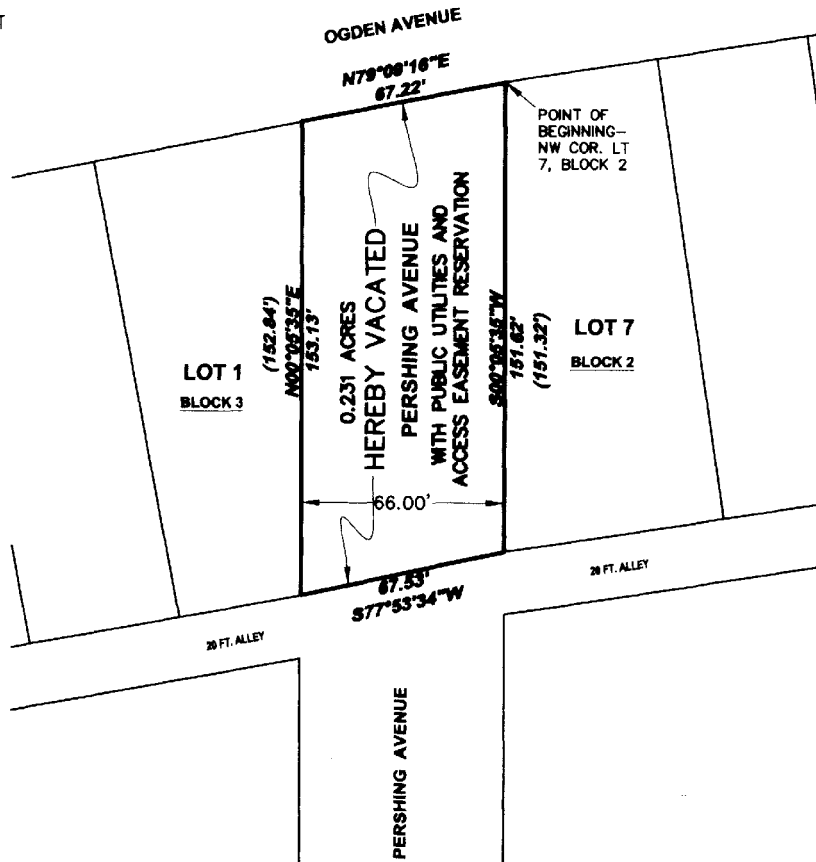 T
OGDEN AVENUE
N79°09'16"E
67.22'
POINT OF
BEGINNING-
NW COR. LT
7, BLOCK 2
(152.84')
N00°05'35"E
153.13'
0.231 ACRES
HEREBY VACATED
PERSHING AVENUE
WITH PUBLIC UTILITIES AND
ACCESS EASEMENT RESERVATION
S00°05'35"W
151.62'
(151.32')
LOT 1
BLOCK 3
LOT 7
BLOCK 2
66.00'
67.53'
S77°53'34"W
20 FT. ALLEY
20 FT. ALLEY
PERSHING AVENUE